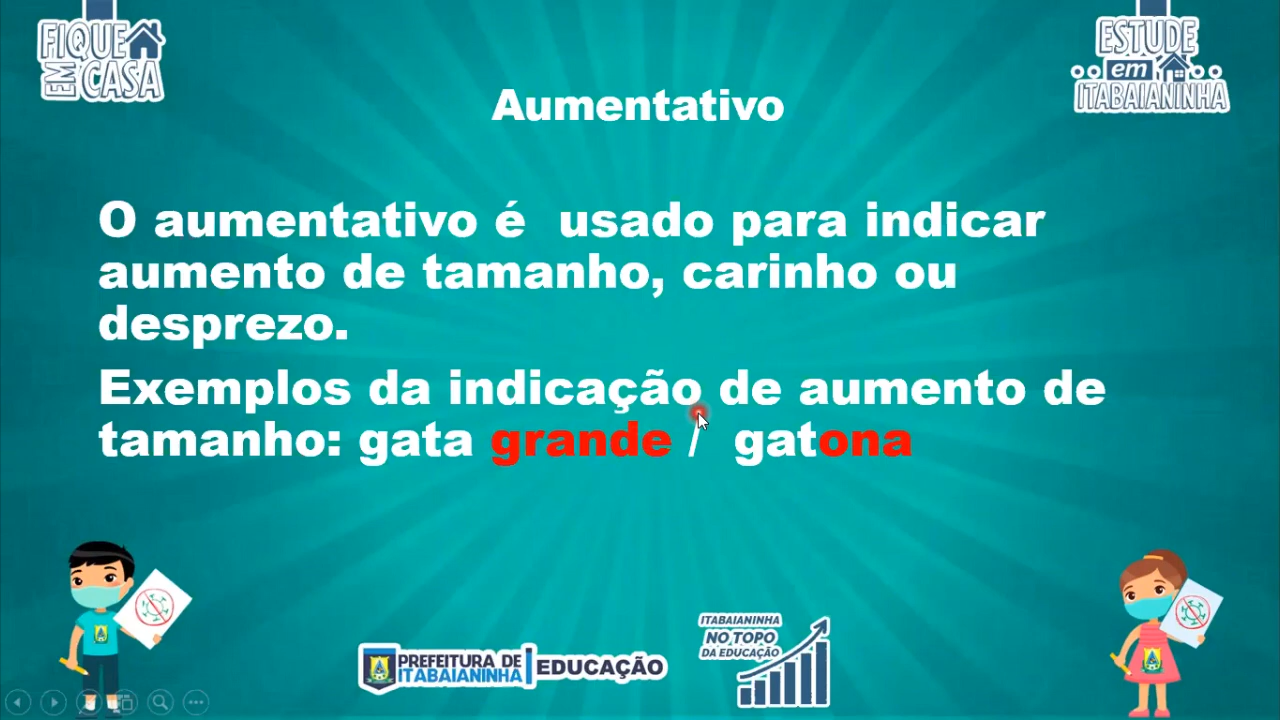 FIQUE
EM CASA
ESTUDE
em
ITABAIANINHA
Aumentativo
O aumentativo é usado para indicar
aumento de tamanho, carinho ou
desprezo.
Exemplos da indicação de aumento de
tamanho: gata grande / gatona
PREFEITURA DE
ITABAIANINHA
EDUCAÇÃO
ITABAIANINHA
NO TOPO
DA EDUCAÇÃO